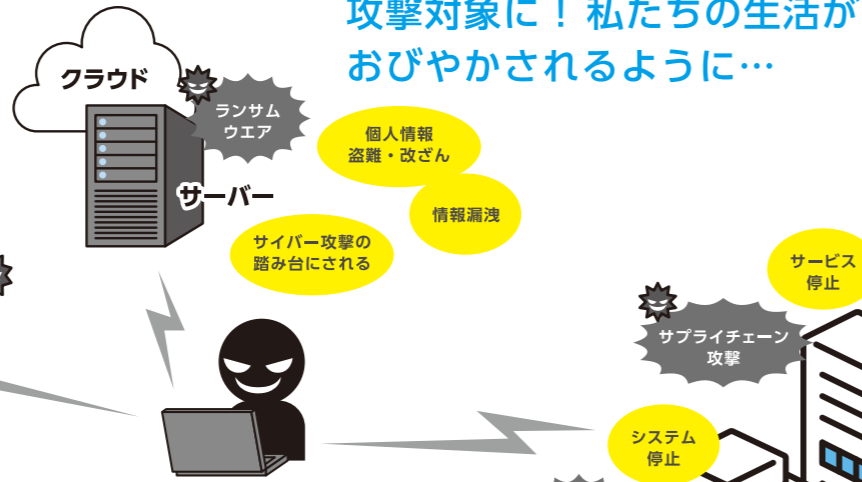 攻撃対象に！私たちの生活が
おびやかされるように…
クラウド
ランサム
ウエア
個人情報
盗難・改ざん
サーバー
情報漏洩
サイバー攻撃の
踏み台にされる
サービス
停止
サプライチェーン
攻撃
システム
停止